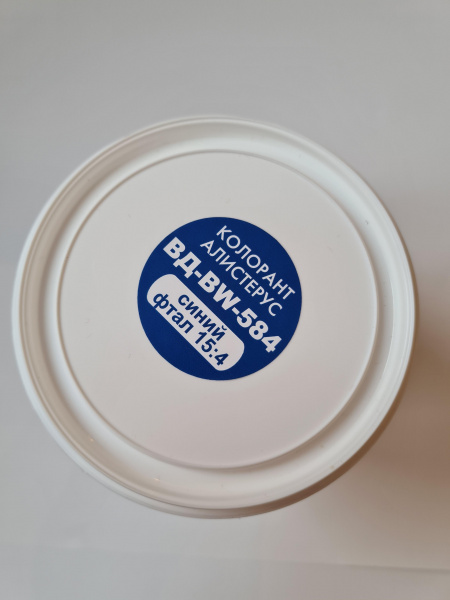 КОЛОРАНТ
АЛИСТЕРУС
ВД-BW-584
синий
фтал 15:4